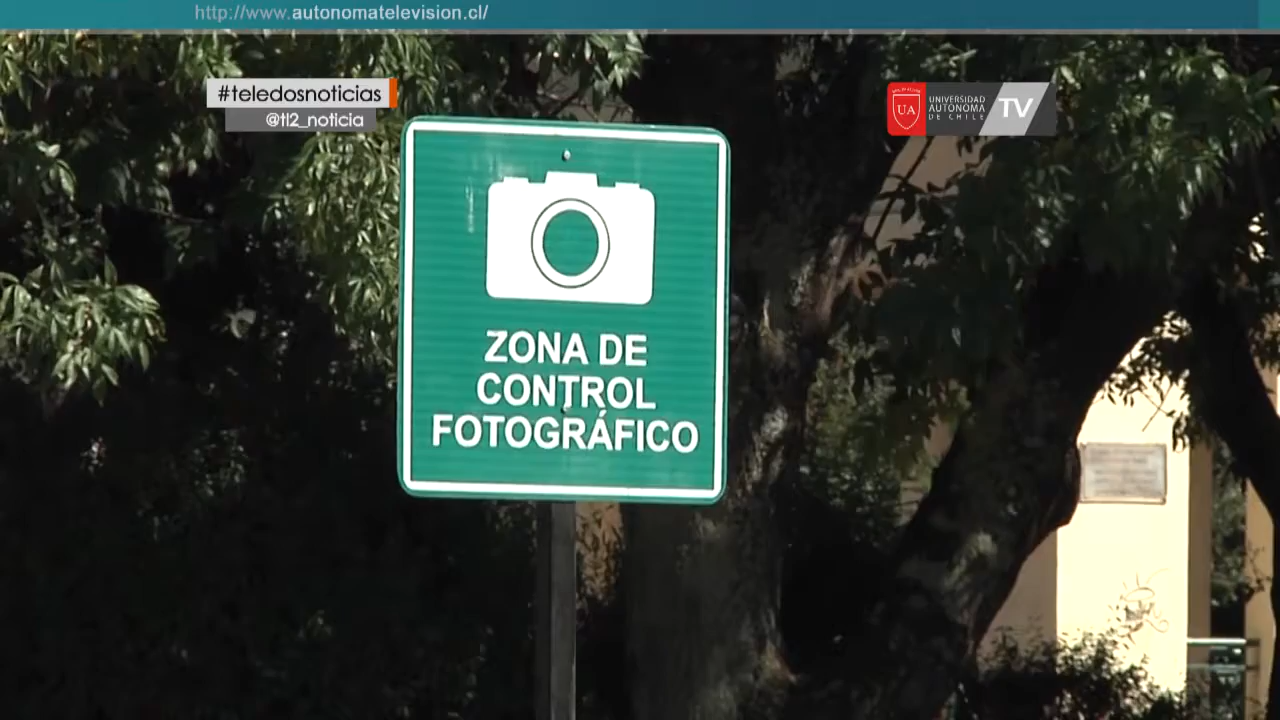 http://www.autonomatelevision.cl/
#teledosnoticias
@tl2_noticia
UA
UNIVERSIDAD
AUTÓNOMA
DE CHILE
TV
ZONA DE
CONTROL
FOTOGRÁFICO